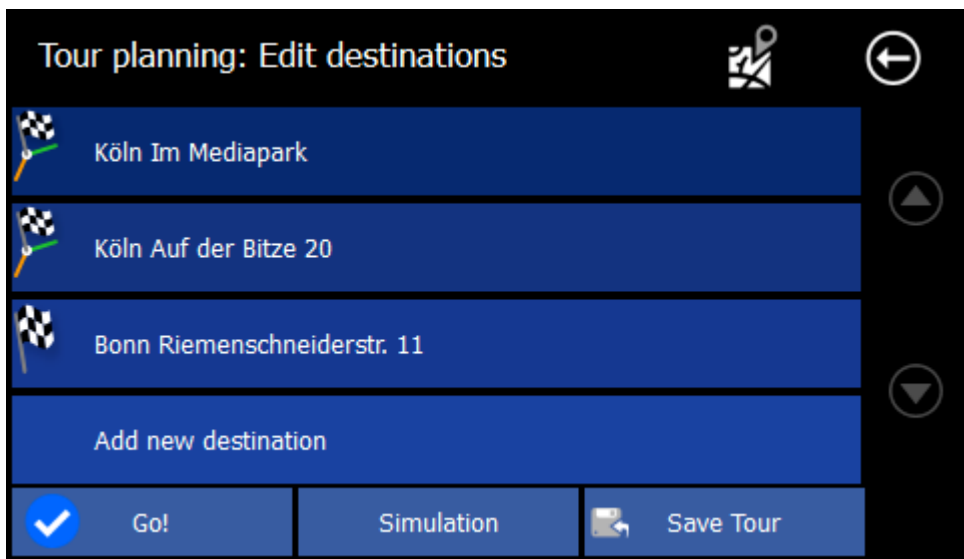 Tour planning: Edit destinations
Köln Im Mediapark
Köln Auf der Bitze 20
Bonn Riemenschneiderstr. 11
Add new destination
Go!
Simulation
Save Tour